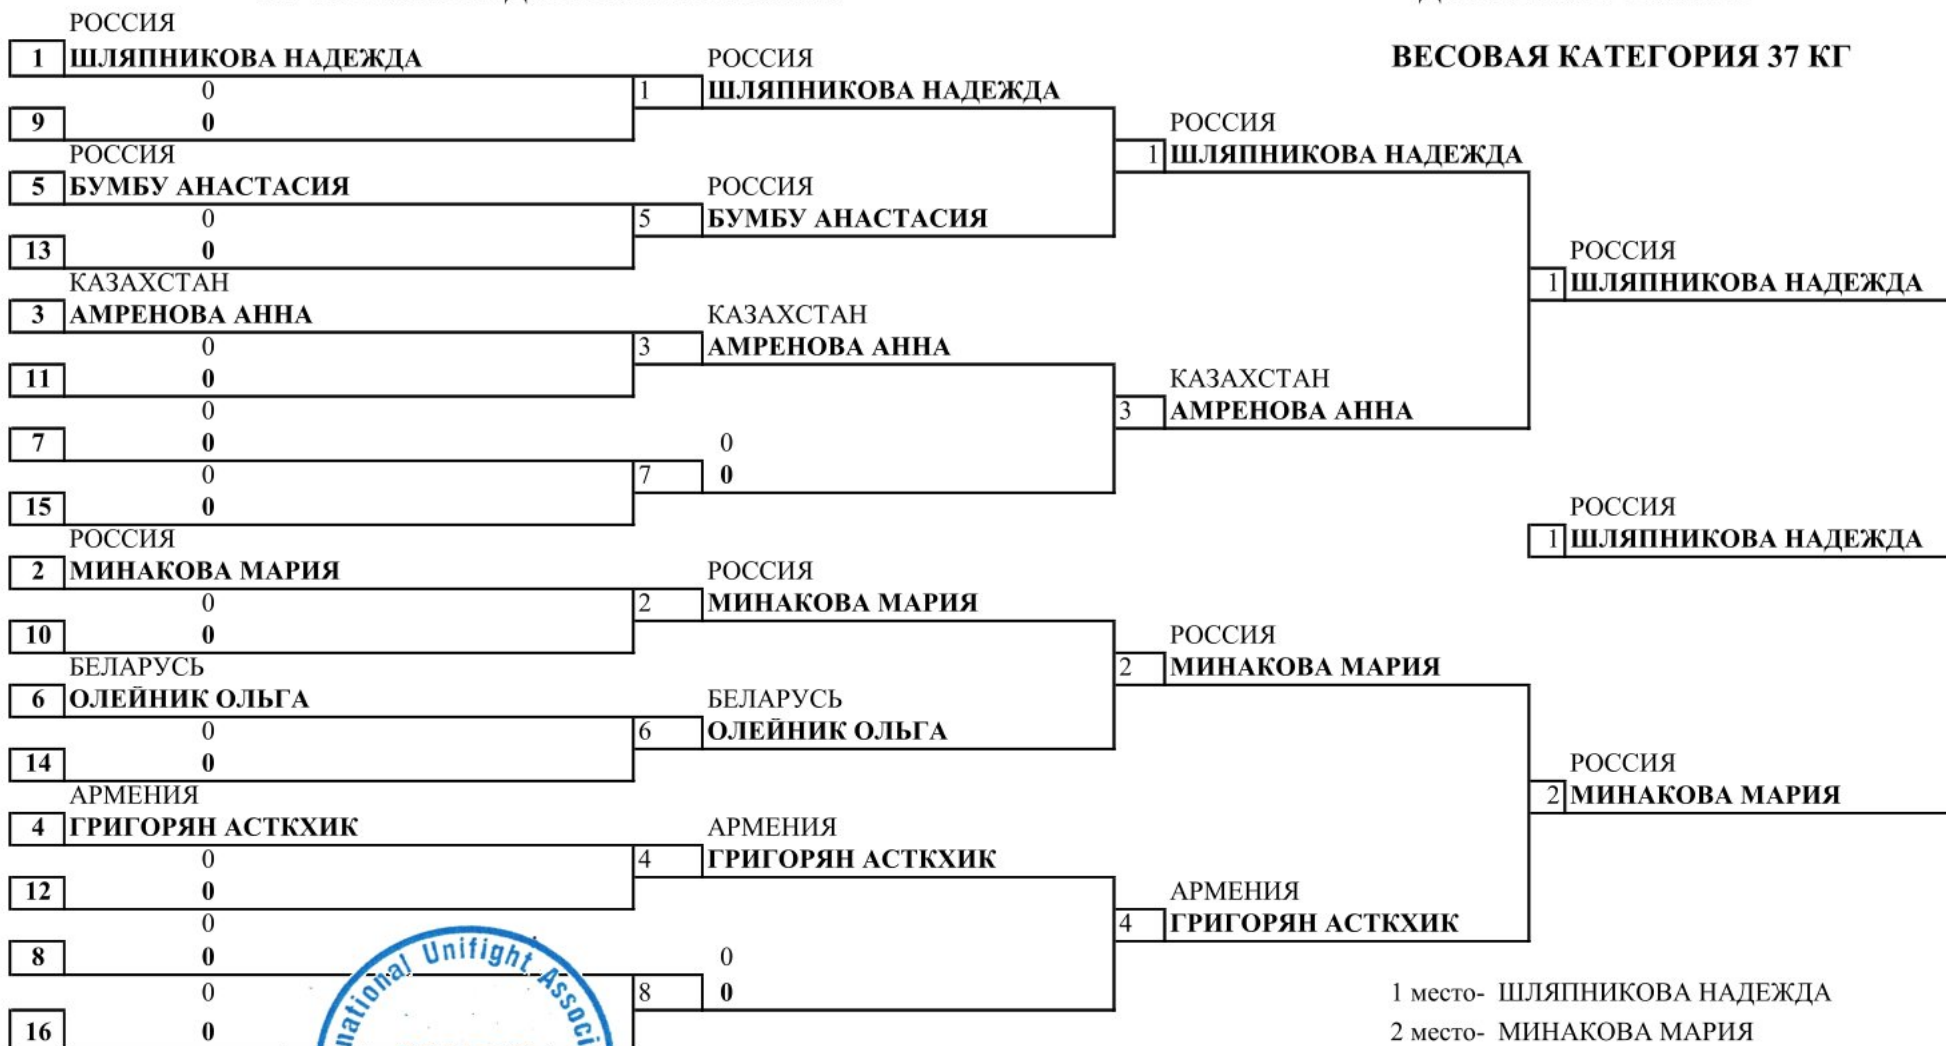 РОССИЯ
1 ШЛЯПНИКОВА НАДЕЖДА
0
9 0
РОССИЯ
5 БУМБУ АНАСТАСИЯ
0
13 0
КАЗАХСТАН
3 АМРЕНОВА АННА
0
11 0
0
7 0
0
15 0
РОССИЯ
2 МИНАКОВА МАРИЯ
0
10 0
БЕЛАРУСЬ
6 ОЛЕЙНИК ОЛЬГА
0
14 0
АРМЕНИЯ
4 ГРИГОРЯН АСТКХИК
0
12 0
0
8 0
0
16 0
РОССИЯ
1 ШЛЯПНИКОВА НАДЕЖДА
РОССИЯ
5 БУМБУ АНАСТАСИЯ
КАЗАХСТАН
3 АМРЕНОВА АННА
0
7 0
РОССИЯ
2 МИНАКОВА МАРИЯ
БЕЛАРУСЬ
6 ОЛЕЙНИК ОЛЬГА
АРМЕНИЯ
4 ГРИГОРЯН АСТКХИК
0
8 0
ВЕСОВАЯ КАТЕГОРИЯ 37 КГ
РОССИЯ
1 ШЛЯПНИКОВА НАДЕЖДА
КАЗАХСТАН
3 АМРЕНОВА АННА
РОССИЯ
2 МИНАКОВА МАРИЯ
АРМЕНИЯ
4 ГРИГОРЯН АСТКХИК
РОССИЯ
1 ШЛЯПНИКОВА НАДЕЖДА
РОССИЯ
1 ШЛЯПНИКОВА НАДЕЖДА
РОССИЯ
2 МИНАКОВА МАРИЯ
1 место- ШЛЯПНИКОВА НАДЕЖДА
2 место- МИНАКОВА МАРИЯ
national Unifight Associ